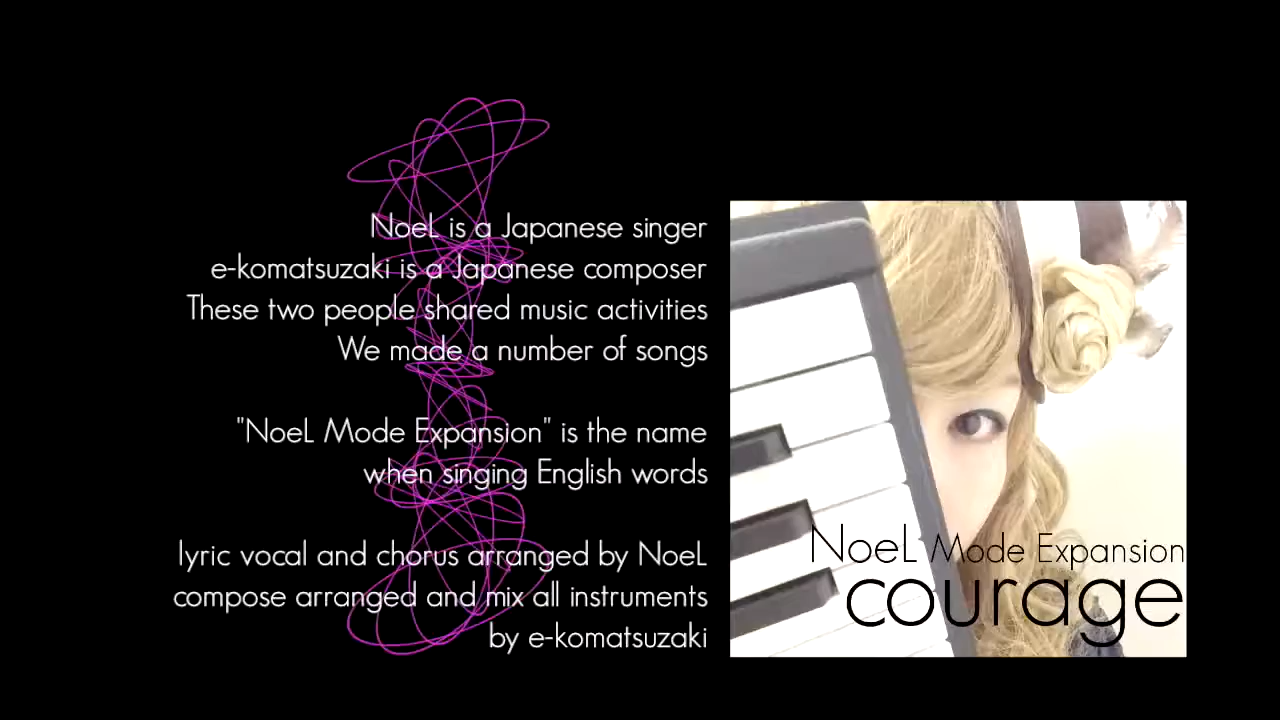 NoeL is a Japanese singer
e-komatsuzaki is a Japanese composer
These two people shared music activities
We made a number of songs
"NoeL Mode Expansion" is the name
when singing English words
lyric vocal and chorus arranged by NoeL
compose arranged and mix all instruments
by e-komatsuzaki
NoeL Mode Expansion
courage